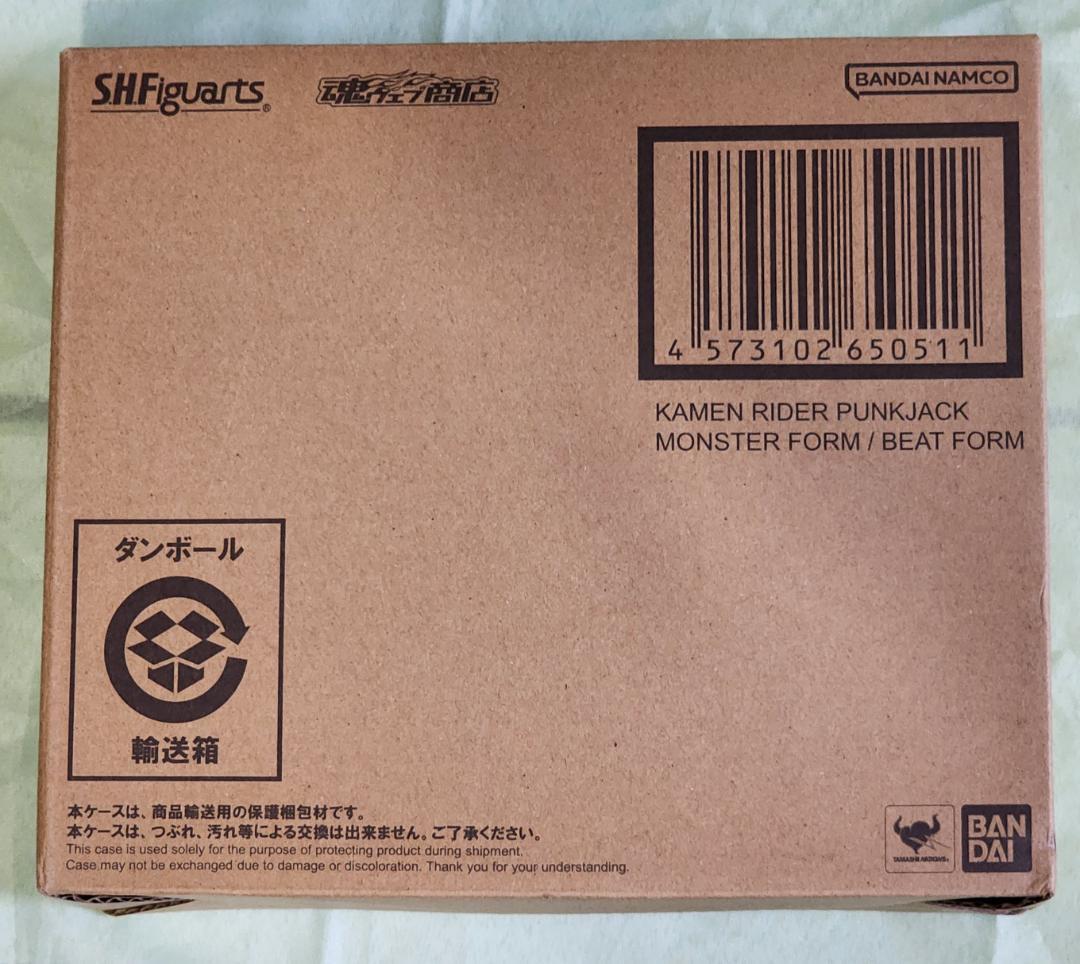 S.H.Figuarts®
魂ウェブ商店
BANDAI NAMCO
4 573102 650511
KAMEN RIDER PUNKJACK
MONSTER FORM / BEAT FORM
ダンボール
輸送箱
本ケースは、商品輸送用の保護梱包材です。
本ケースは、つぶれ、汚れ等による交換は出来ません。ご了承ください。
This case is used solely for the purpose of protecting product during shipment.
Case may not be exchanged due to damage or discoloration. Thank you for your understanding.
TAMASHII NATIONS®
BAN
DAI